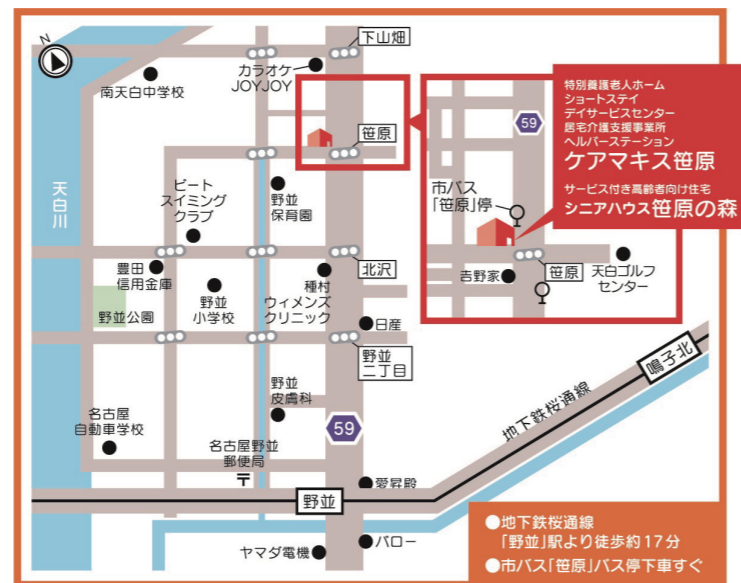 N
下山畑
カラオケ
JOYJOY
南天白中学校
笹原
天白川
ビート
スイミング
クラブ
野並
保育園
北沢
豊田
信用金庫
野並
小学校
種村
ウィメンズ
クリニック
野並公園
日産
野並
二丁目
野並
皮膚科
59
名古屋
自動車学校
名古屋野並
郵便局
〒
愛昇殿
野並
地下鉄桜通線
鳴子北
ヤマダ電機
バロー
59
市バス
「笹原」停
吉野家
笹原
天白ゴルフ
センター
特別養護老人ホーム
ショートステイ
デイサービスセンター
居宅介護支援事業所
ヘルパーステーション
ケアマキス笹原
サービス付き高齢者向け住宅
シニアハウス笹原の森
●地下鉄桜通線
「野並」駅より徒歩約17分
●市バス「笹原」バス停下車すぐ